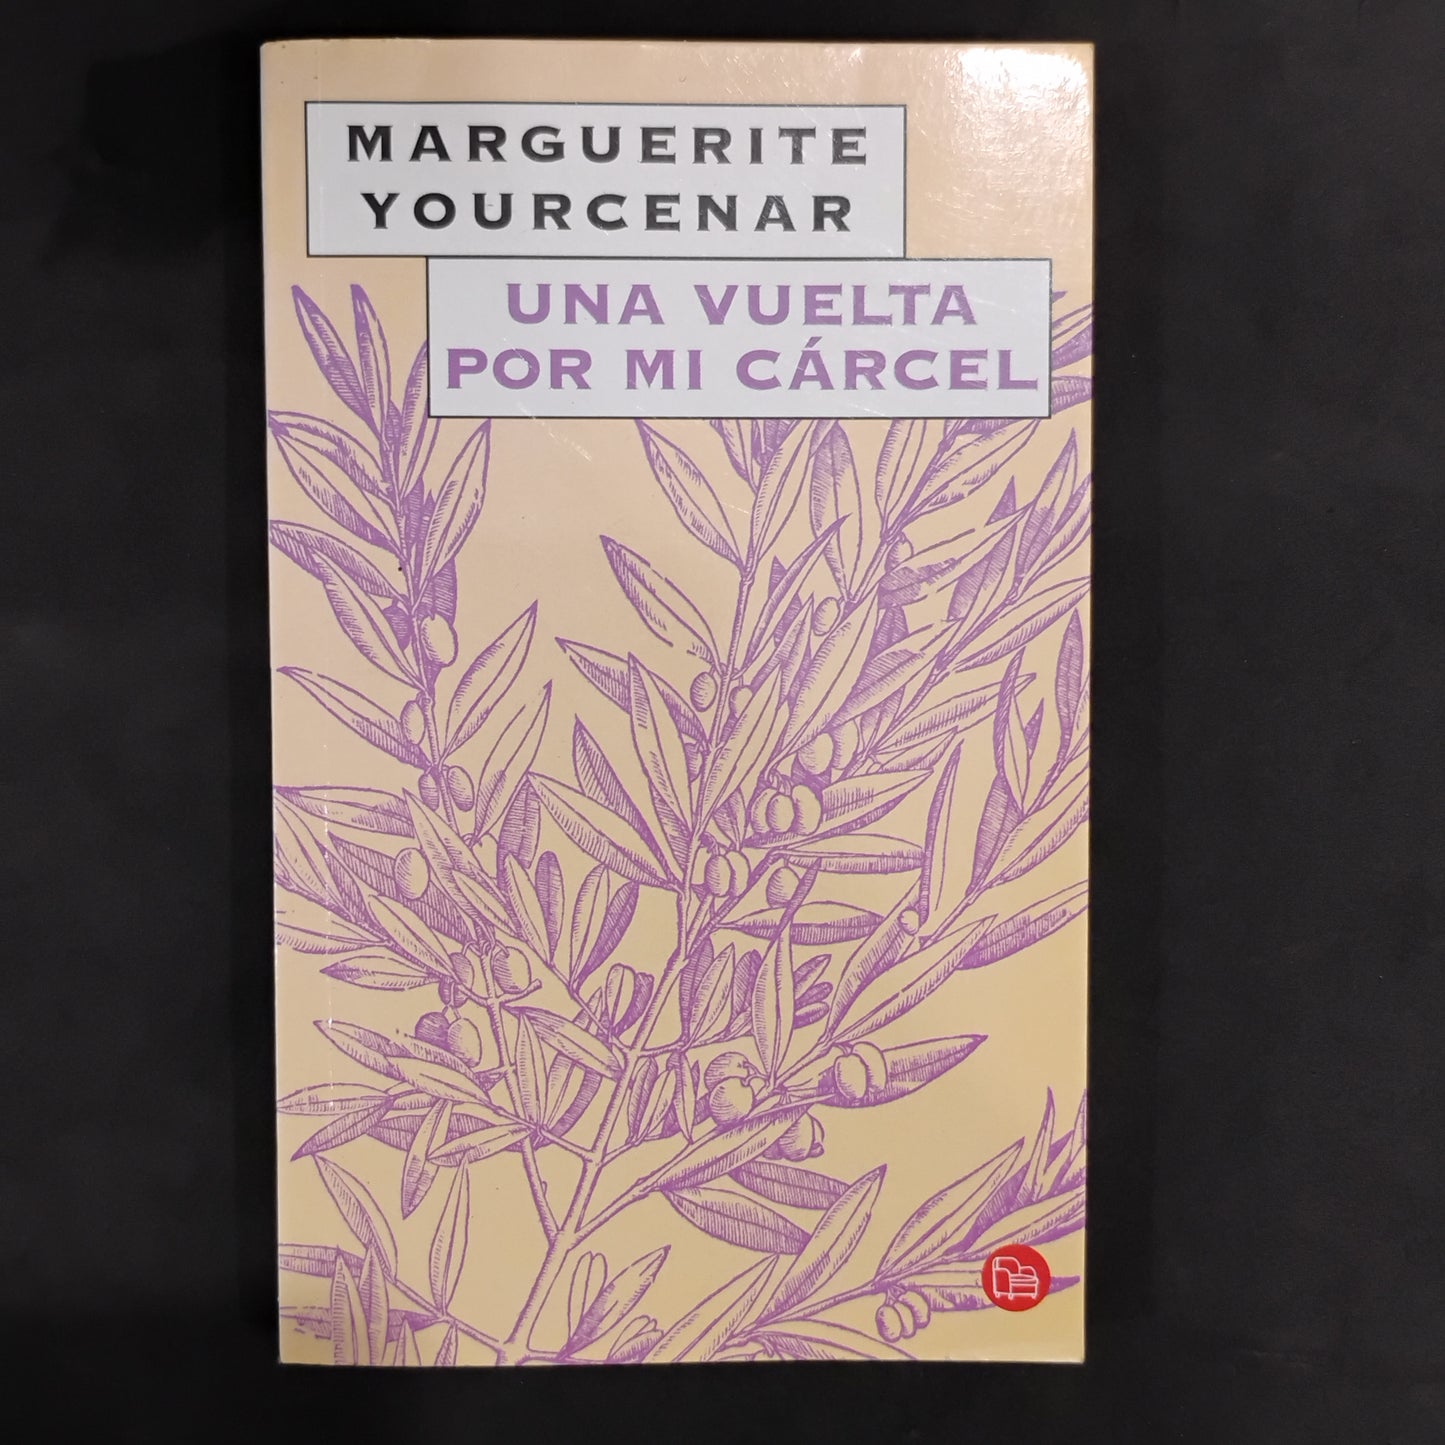 MARGUERITE
YOURCENAR
UNA VUELTA
POR MI CÁRCEL